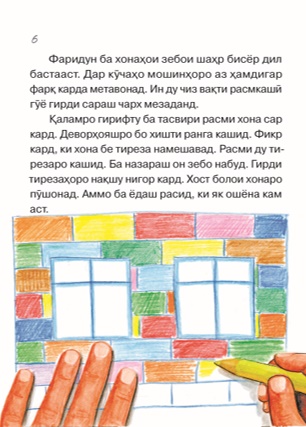 6
Фаридун ба хонаҳои зебои шаҳр бисёр дил
бастааст. Дар кӯчаҳо мошинҳоро аз ҳамдигар
фарқ карда метавонад. Ин ду чиз вақти расмкашӣ
гӯё гирди сараш чарх мезаданд.
Қаламро гирифту ба тасвири расми хона сар
кард. Деворҳояшро бо хишти ранга кашид. Фикр
кард, ки хона бе тиреза намешавад. Расми ду ти-
резаро кашид. Ба назараш он зебо набуд. Гирди
тирезаҳоро нақшу нигор кард. Хост болои хонаро
пӯшонад. Аммо ба ёдаш расид, ки як ошёна кам
аст.